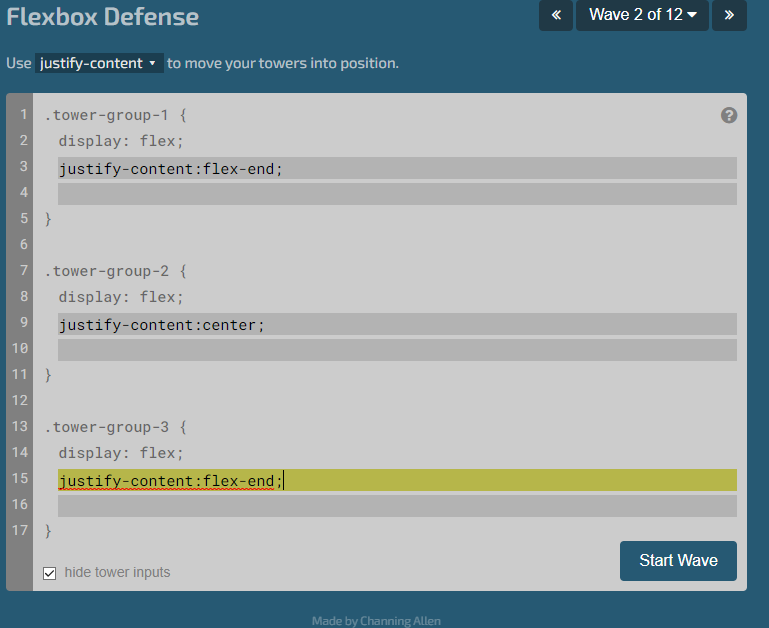 Flexbox Defense
« Wave 2 of 12 »
Use justify-content to move your towers into position.
1 .tower-group-1 {
2 display: flex;
3 justify-content:flex-end;
4
5 }
6
7 .tower-group-2 {
8 display: flex;
9 justify-content:center;
10
11 }
12
13 .tower-group-3 {
14 display: flex;
15 justify-content:flex-end;
16
17 }
?
hide tower inputs
Start Wave
Made by Channing Allen